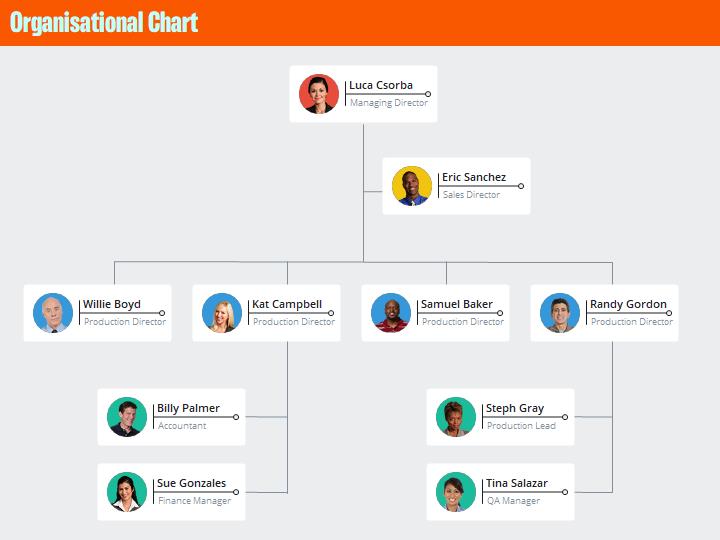 Organisational Chart
Luca Csorba
Managing Director
Eric Sanchez
Sales Director
Willie Boyd
Production Director
Kat Campbell
Production Director
Samuel Baker
Production Director
Randy Gordon
Production Director
Billy Palmer
Accountant
Steph Gray
Production Lead
Sue Gonzales
Finance Manager
Tina Salazar
QA Manager